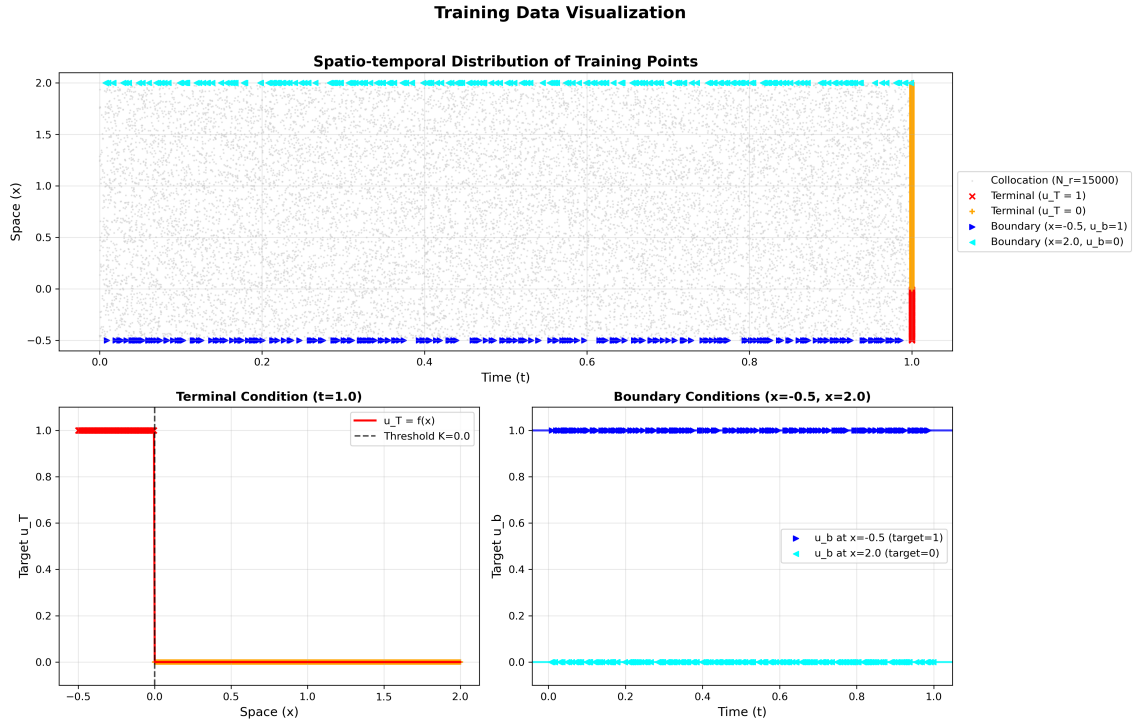 Training Data Visualization
Spatio-temporal Distribution of Training Points
Space (x)
2.0
1.5
1.0
0.5
0.0
−0.5
0.0 0.2 0.4 0.6 0.8 1.0
Time (t)
Collocation (N_r=15000)
Terminal (u_T = 1)
Terminal (u_T = 0)
Boundary (x=-0.5, u_b=1)
Boundary (x=2.0, u_b=0)
Terminal Condition (t=1.0)
Target u_T
1.0
0.8
0.6
0.4
0.2
0.0
u_T = f(x)
Threshold K=0.0
−0.5 0.0 0.5 1.0 1.5 2.0
Space (x)
Boundary Conditions (x=-0.5, x=2.0)
Target u_b
1.0
0.8
0.6
0.4
0.2
0.0
u_b at x=-0.5 (target=1)
u_b at x=2.0 (target=0)
0.0 0.2 0.4 0.6 0.8 1.0
Time (t)